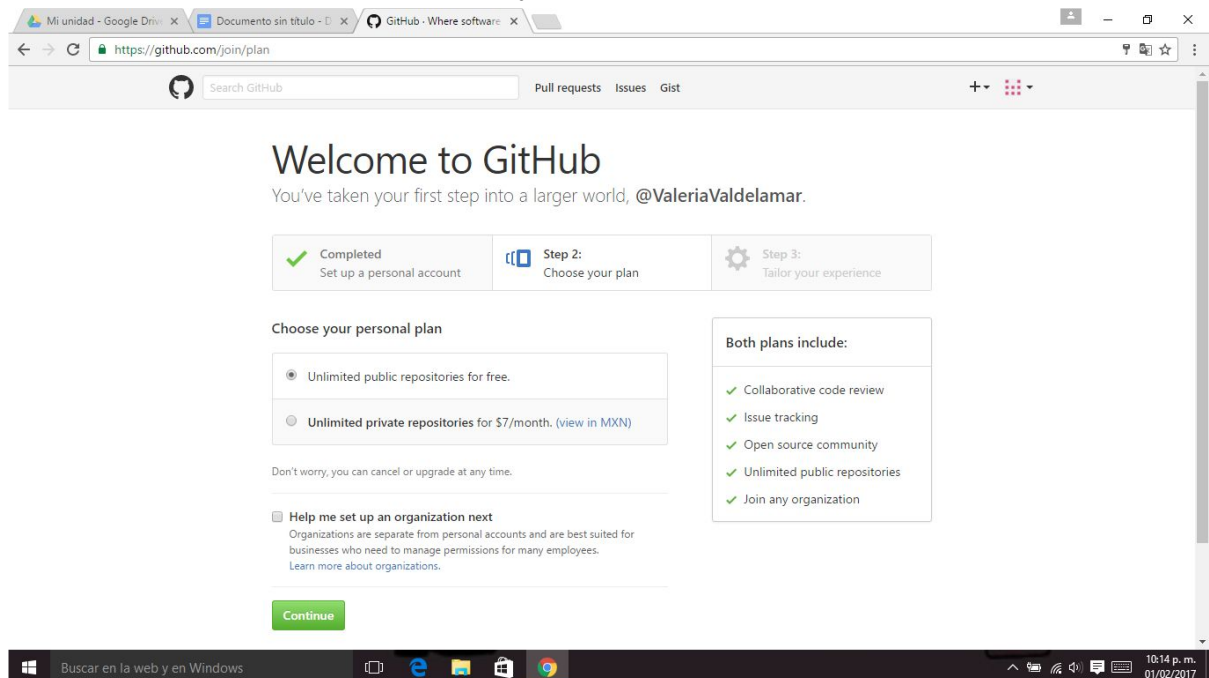 Mi unidad - Google Driv
Documento sin título - D
GitHub · Where software
https://github.com/join/plan
Search GitHub
Pull requests Issues Gist
Welcome to GitHub
You've taken your first step into a larger world, @ValeriaValdelamar.
Completed
Set up a personal account
Step 2:
Choose your plan
Step 3:
Tailor your experience
Choose your personal plan
Unlimited public repositories for free.
Unlimited private repositories for $7/month. (view in MXN)
Don't worry, you can cancel or upgrade at any time.
Help me set up an organization next
Organizations are separate from personal accounts and are best suited for
businesses who need to manage permissions for many employees.
Learn more about organizations.
Continue
Both plans include:
Collaborative code review
Issue tracking
Open source community
Unlimited public repositories
Join any organization
Buscar en la web y en Windows
10:14 p. m.
01/02/2017